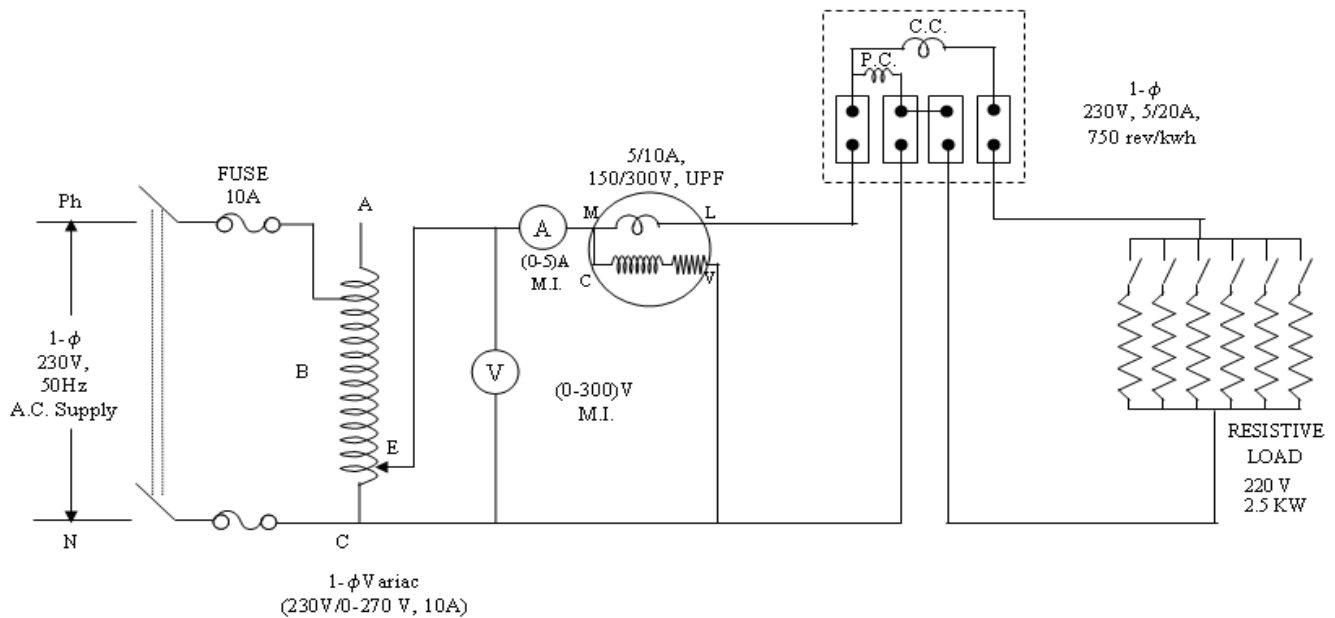 C.C.
P.C.
1-ϕ
230V, 5/20A,
750 rev/kwh
5/10A,
150/300V, UPF
FUSE
10A
Ph
A
M
L
A
(0-5)A
M.I.
C
V
1-ϕ
230V,
50Hz
A.C. Supply
B
V
(0-300)V
M.I.
E
RESISTIVE
LOAD
220 V
2.5 KW
N
C
1-ϕ Variac
(230V/0-270 V, 10A)